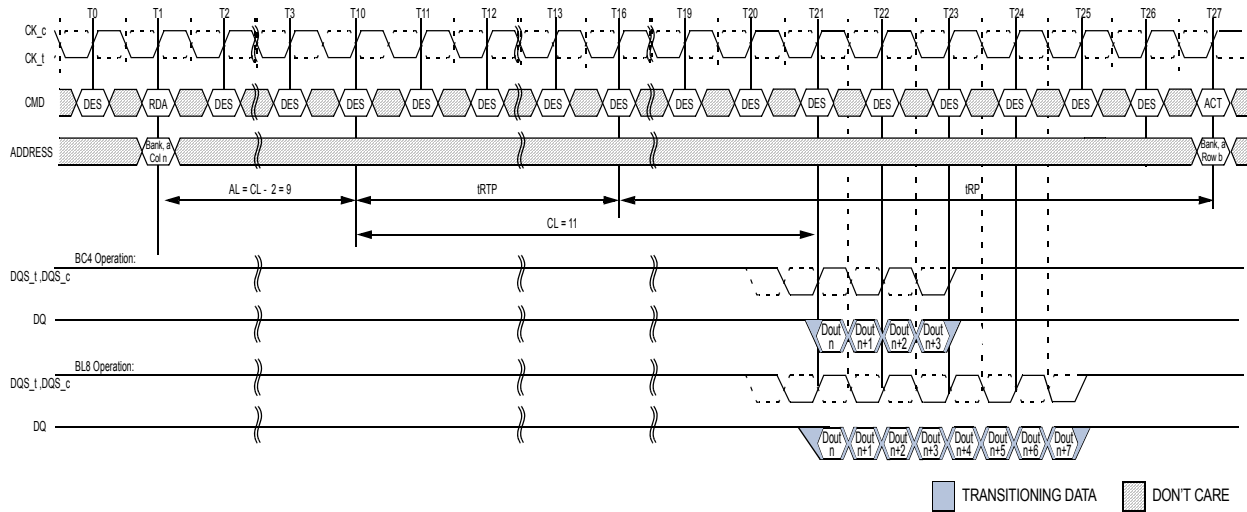 T0 T1 T2 T3 T10 T11 T12 T13 T16 T19 T20 T21 T22 T23 T24 T25 T26 T27
CK_c
CK_t
CMD DES RDA DES DES DES DES DES DES DES DES DES DES DES DES DES DES DES ACT
ADDRESS Bank, a Bank, a
Col n Row b
AL = CL - 2 = 9 tRTP tRP
CL = 11
BC4 Operation:
DQS_t ,DQS_c
DQ Dout Dout Dout Dout
n n+1 n+2 n+3
BL8 Operation:
DQS_t ,DQS_c
DQ Dout Dout Dout Dout Dout Dout Dout Dout
n n+1 n+2 n+3 n+4 n+5 n+6 n+7
TRANSITIONING DATA DON'T CARE